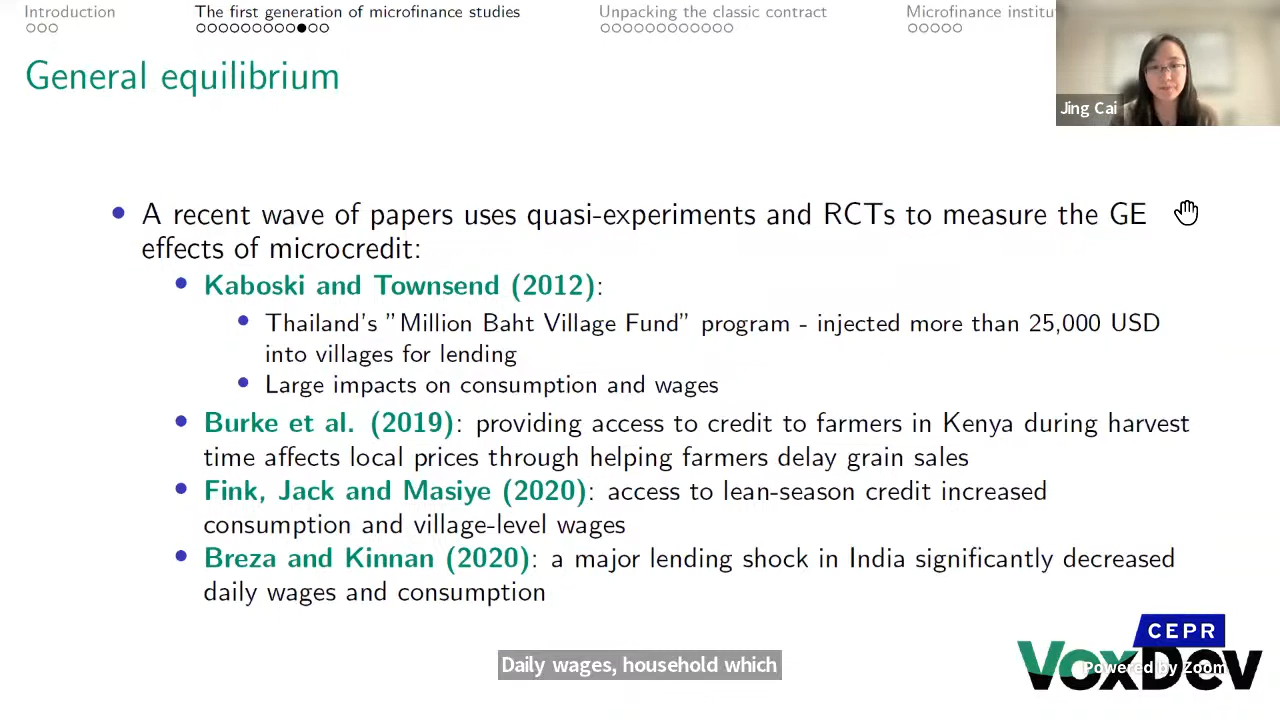 Introduction
The first generation of microfinance studies
Unpacking the classic contract
Microfinance institu
Jing Cai
General equilibrium
• A recent wave of papers uses quasi-experiments and RCTs to measure the GE
effects of microcredit:
• Kaboski and Townsend (2012):
• Thailand's "Million Baht Village Fund" program - injected more than 25,000 USD
into villages for lending
• Large impacts on consumption and wages
• Burke et al. (2019): providing access to credit to farmers in Kenya during harvest
time affects local prices through helping farmers delay grain sales
• Fink, Jack and Masiye (2020): access to lean-season credit increased
consumption and village-level wages
• Breza and Kinnan (2020): a major lending shock in India significantly decreased
daily wages and consumption
Daily wages, household which
CEPR
VoxDev
Powered by Zoom